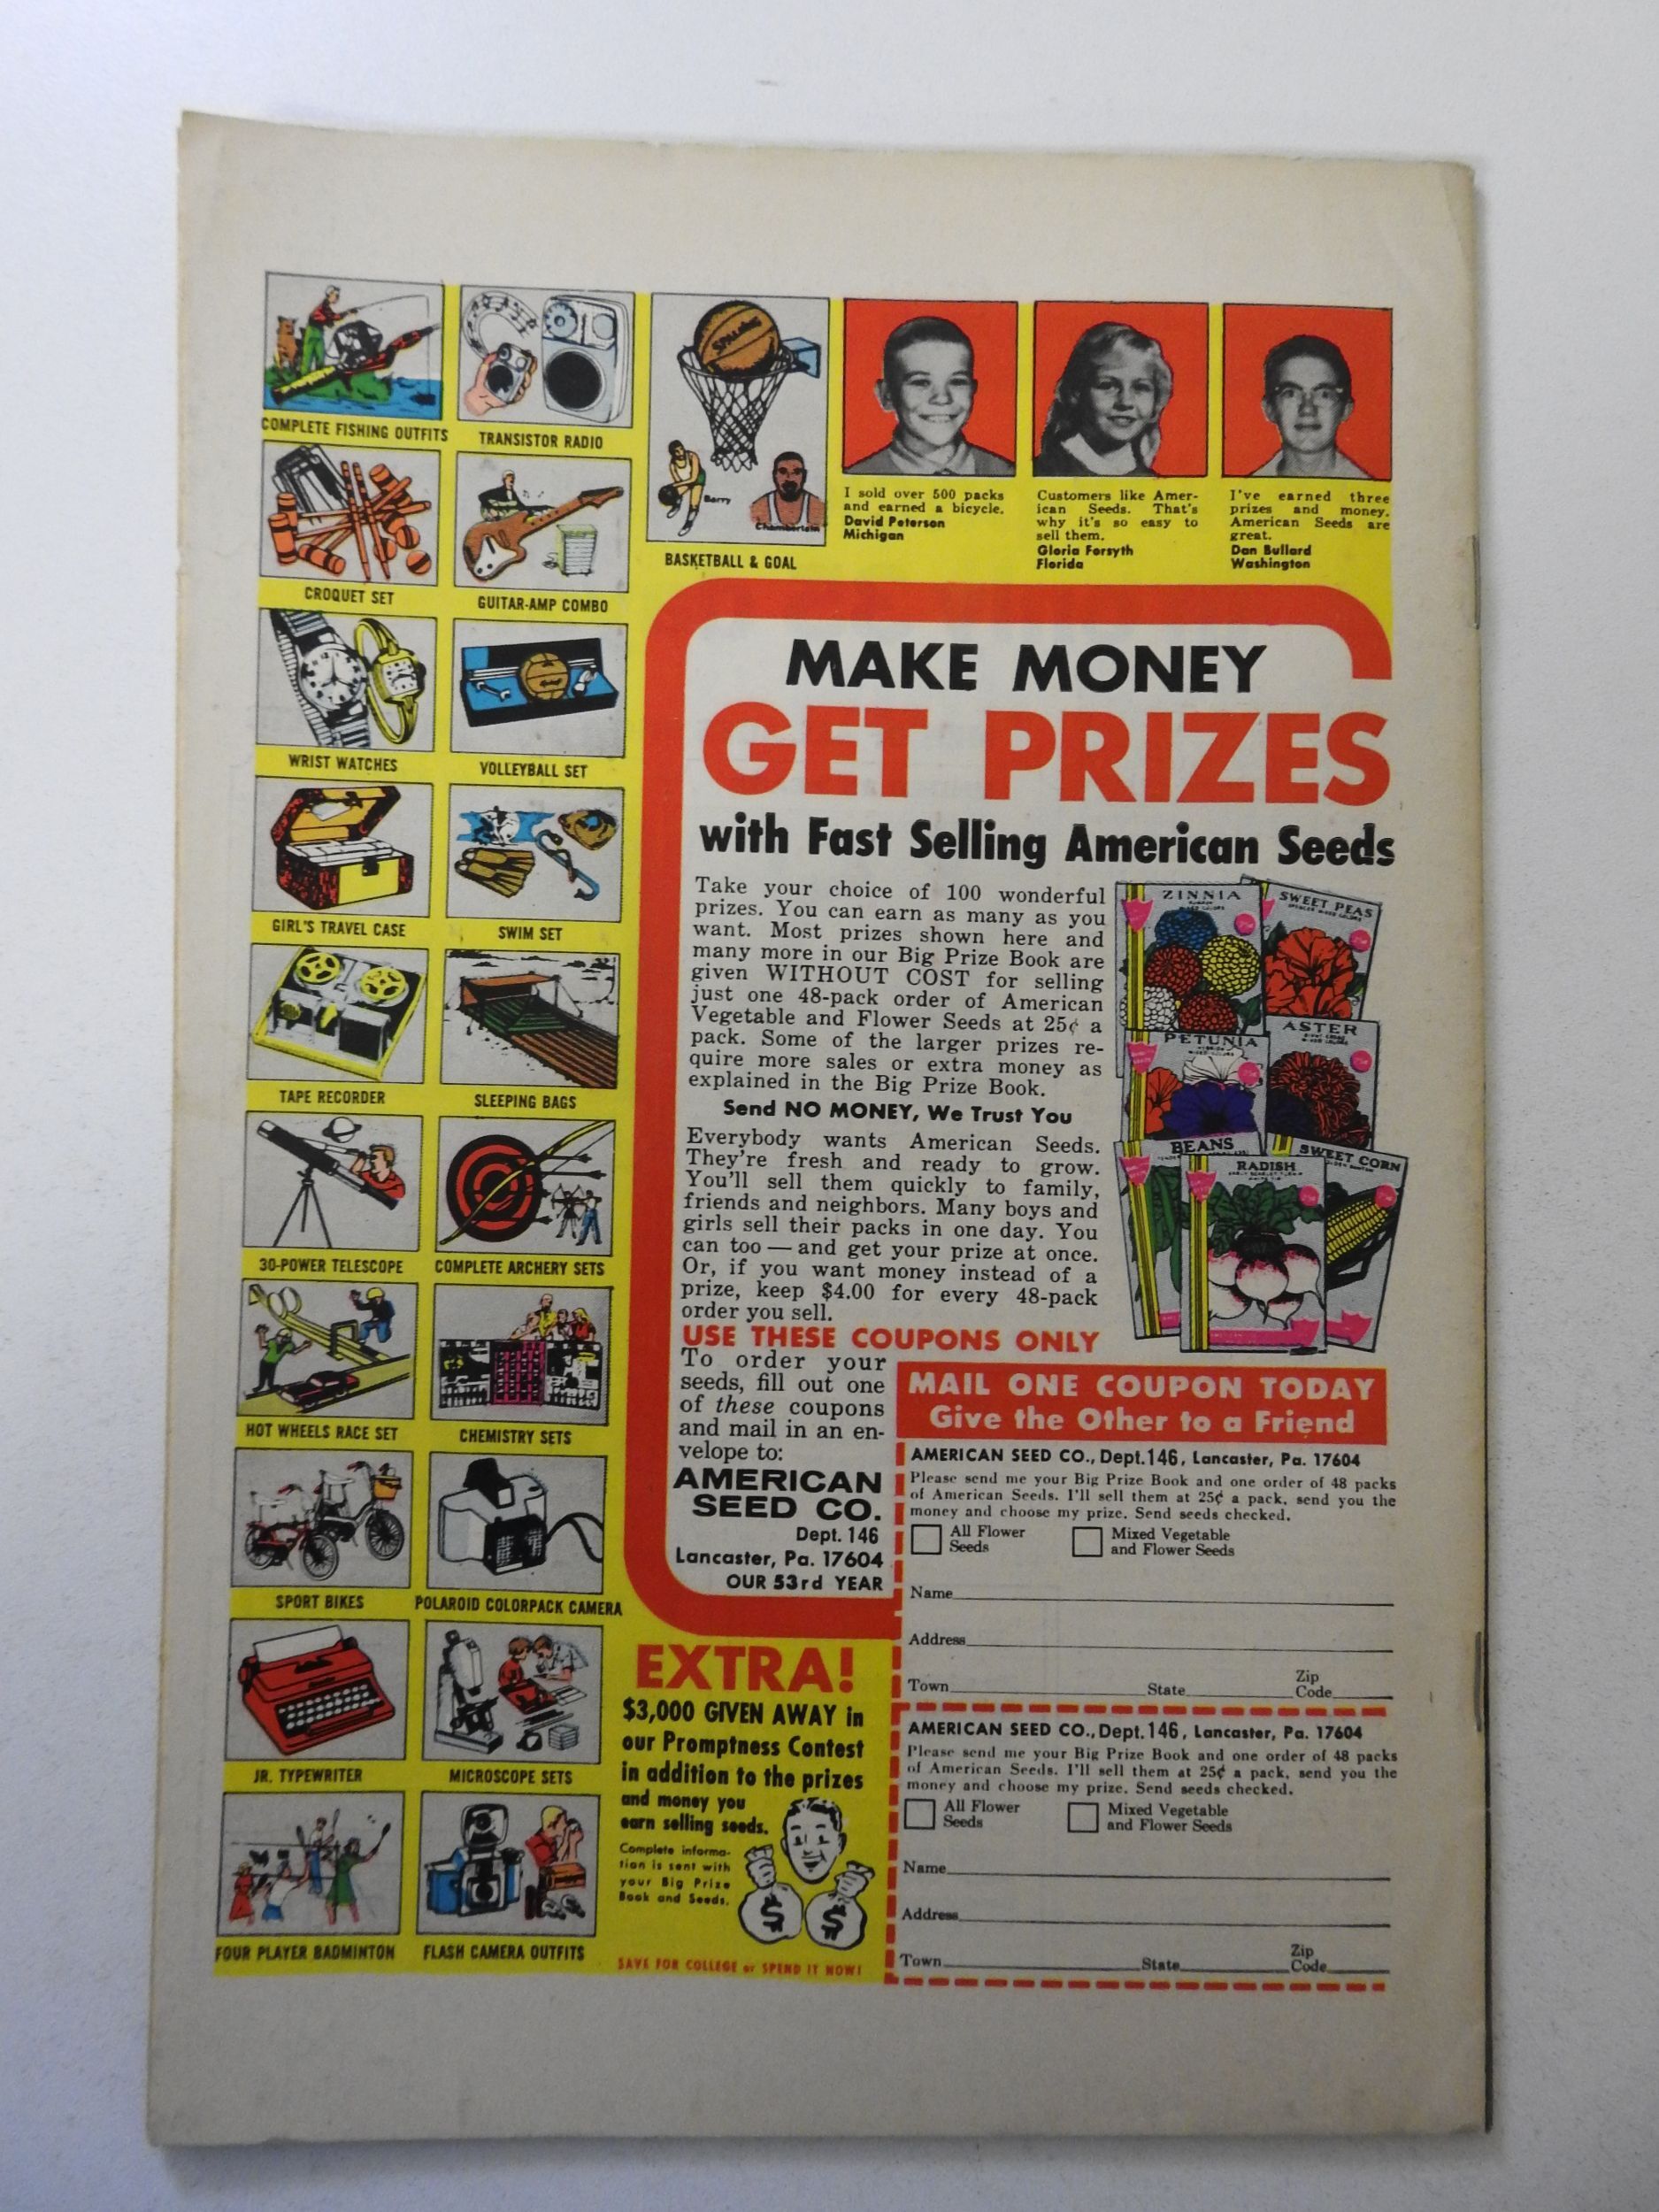 COMPLETE FISHING OUTFITS
TRANSISTOR RADIO
CROQUET SET
GUITAR-AMP COMBO
WRIST WATCHES
VOLLEYBALL SET
GIRL'S TRAVEL CASE
SWIM SET
TAPE RECORDER
SLEEPING BAGS
30-POWER TELESCOPE
COMPLETE ARCHERY SETS
HOT WHEELS RACE SET
CHEMISTRY SETS
SPORT BIKES
POLAROID COLORPACK CAMERA
JR. TYPEWRITER
MICROSCOPE SETS
FOUR PLAYER BADMINTON
FLASH CAMERA OUTFITS
SPALDING
Barry
Chamberlain
BASKETBALL & GOAL
I sold over 500 packs
and earned a bicycle.
David Peterson
Michigan
Customers like Amer-
ican Seeds. That's
why it's so easy to
sell them.
Gloria Forsyth
Florida
I've earned three
prizes and money.
American Seeds are
great.
Dan Bullard
Washington
MAKE MONEY
GET PRIZES
with Fast Selling American Seeds
Take your choice of 100 wonderful
prizes. You can earn as many as you
want. Most prizes shown here and
many more in our Big Prize Book are
given WITHOUT COST for selling
just one 48-pack order of American
Vegetable and Flower Seeds at 25¢ a
pack. Some of the larger prizes re-
quire more sales or extra money as
explained in the Big Prize Book.
Send NO MONEY, We Trust You
Everybody wants American Seeds.
They're fresh and ready to grow.
You'll sell them quickly to family,
friends and neighbors. Many boys and
girls sell their packs in one day. You
can too — and get your prize at once.
Or, if you want money instead of a
prize, keep $4.00 for every 48-pack
order you sell.
ZINNIA
SWEET PEAS
PETUNIA
ASTER
BEANS
RADISH
SWEET CORN
USE THESE COUPONS ONLY
To order your
seeds, fill out one
of these coupons
and mail in an en-
velope to:
AMERICAN
SEED CO.
Dept. 146
Lancaster, Pa. 17604
OUR 53rd YEAR
MAIL ONE COUPON TODAY
Give the Other to a Friend
AMERICAN SEED CO., Dept. 146, Lancaster, Pa. 17604
Please send me your Big Prize Book and one order of 48 packs
of American Seeds. I'll sell them at 25¢ a pack, send you the
money and choose my prize. Send seeds checked.
All Flower Seeds
Mixed Vegetable and Flower Seeds
Name
Address
Town State Zip Code
AMERICAN SEED CO., Dept. 146, Lancaster, Pa. 17604
Please send me your Big Prize Book and one order of 48 packs
of American Seeds. I'll sell them at 25¢ a pack, send you the
money and choose my prize. Send seeds checked.
All Flower Seeds
Mixed Vegetable and Flower Seeds
Name
Address
Town State Zip Code
EXTRA!
$3,000 GIVEN AWAY in
our Promptness Contest
in addition to the prizes
and money you
earn selling seeds.
Complete informa-
tion is sent with
your Big Prize
Book and Seeds.
$ $
SAVE FOR COLLEGE or SPEND IT NOW!